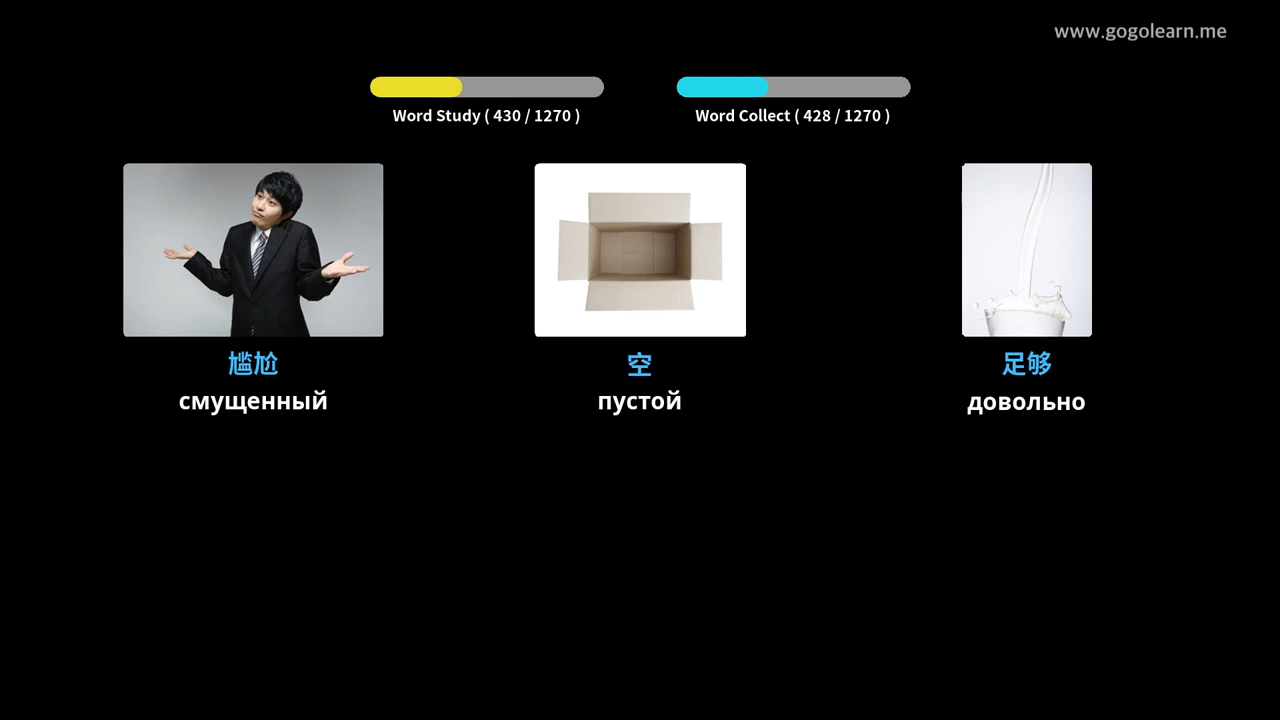 www.gogolearn.me
Word Study ( 430 / 1270 )
Word Collect ( 428 / 1270 )
尴尬
смущенный
空
пустой
足够
довольно